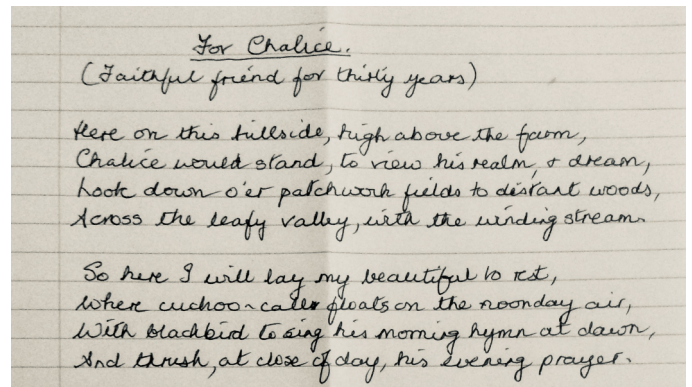 For Chalice.
(Faithful friend for thirty years)
Here on this hillside, high above the farm,
Chalice would stand, to view his realm, & dream,
Look down o'er patchwork fields to distant woods,
Across the leafy valley, with the winding stream.
So here I will lay my beautiful to rest,
Where cuckoo-calls floats on the noonday air,
With blackbird to sing his morning hymn at dawn,
And thrush, at close of day, his evening prayer.